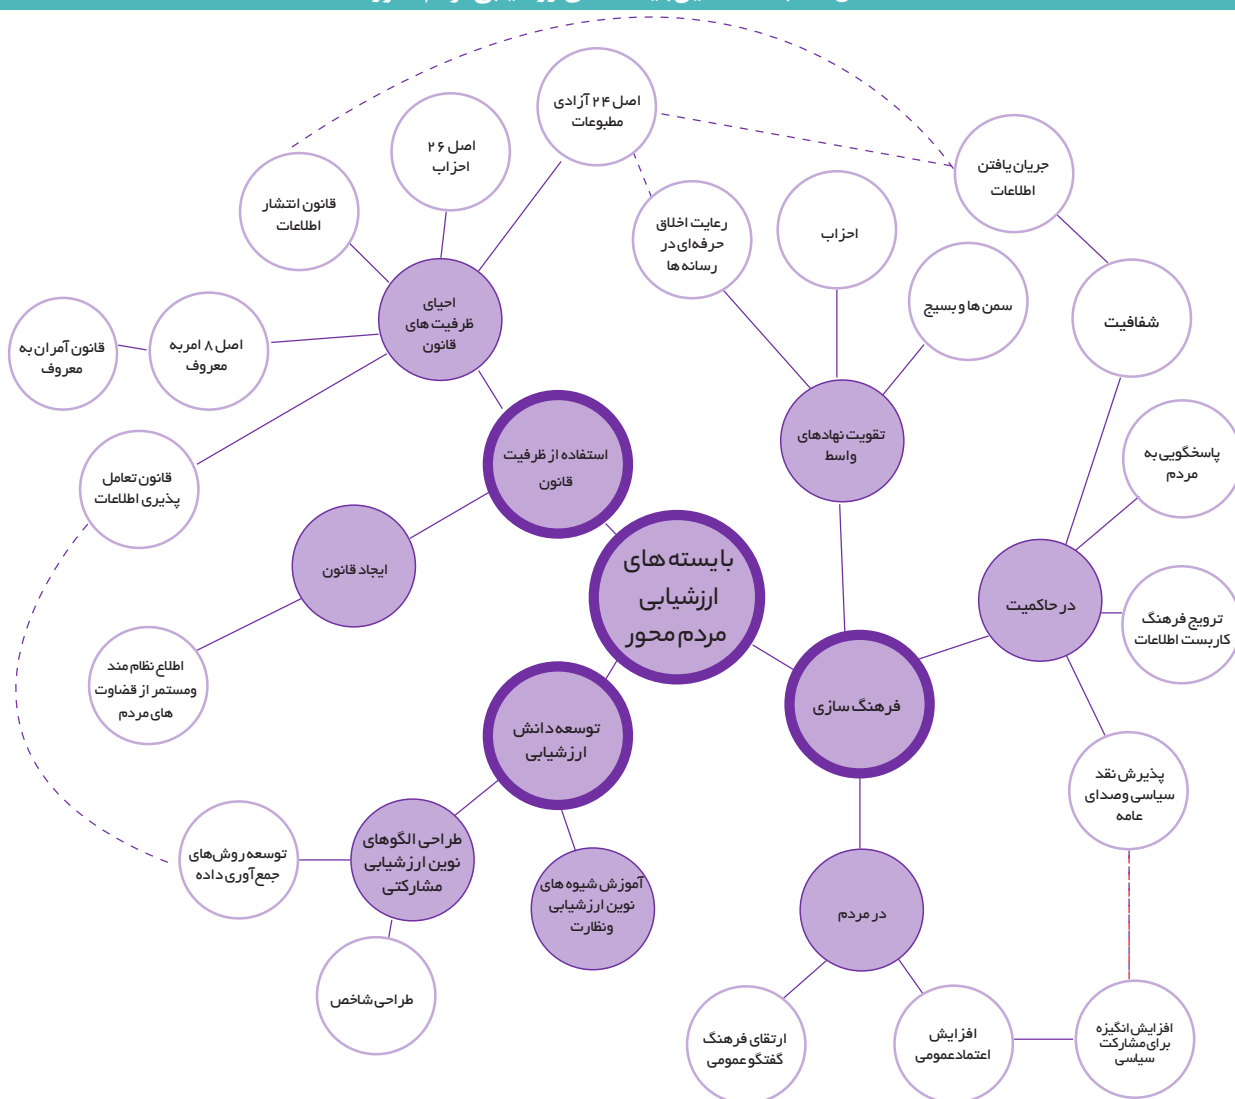 اصل ۲۴ آزادی
مطبوعات
اصل ۲۶
احزاب
جریان یافتن
اطلاعات
قانون انتشار
اطلاعات
رعایت اخلاق
حرفه‌ای در
رسانه ها
احزاب
سمن ها و بسیج
شفافیت
احیای
ظرفیت های
قانون
اصل ۸ امربه
معروف
قانون آمران به
معروف
تقویت نهادهای
واسط
پاسخگویی به
مردم
استفاده از ظرفیت
قانون
قانون تعامل
پذیری اطلاعات
ایجاد قانون
بایسته های
ارزشیابی
مردم محور
در حاکمیت
ترویج فرهنگ
کاربست اطلاعات
اطلاع نظام مند
ومستمر از قضاوت
های مردم
فرهنگ سازی
توسعه دانش
ارزشیابی
پذیرش نقد
سیاسی وصدای
عامه
طراحی الگوهای
نوین ارزشیابی
مشارکتی
توسعه روش‌های
جمع‌آوری داده
آموزش شیوه های
نوین ارزشیابی
ونظارت
در مردم
طراحی شاخص
ارتقای فرهنگ
گفتگو عمومی
افزایش
اعتمادعمومی
افزایش انگیزه
برای مشارکت
سیاسی